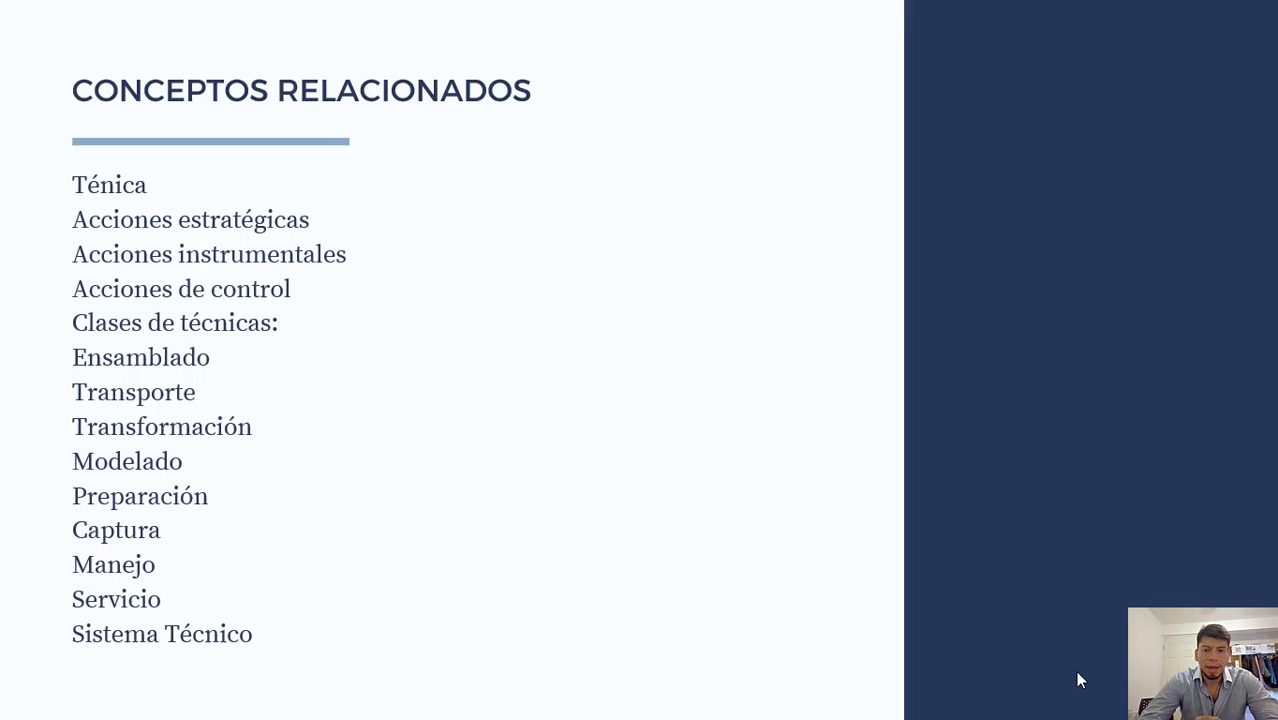 CONCEPTOS RELACIONADOS
Ténica
Acciones estratégicas
Acciones instrumentales
Acciones de control
Clases de técnicas:
Ensamblado
Transporte
Transformación
Modelado
Preparación
Captura
Manejo
Servicio
Sistema Técnico